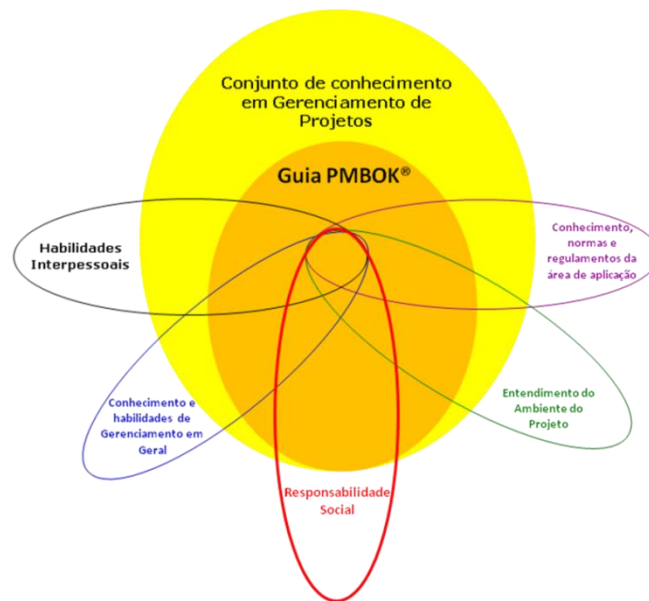 Conjunto de conhecimento
em Gerenciamento de
Projetos
Guia PMBOK®
Habilidades
Interpessoais
Conhecimento,
normas e
regulamentos da
área de aplicação
Conhecimento e
habilidades de
Gerenciamento em
Geral
Entendimento do
Ambiente do
Projeto
Responsabilidade
Social